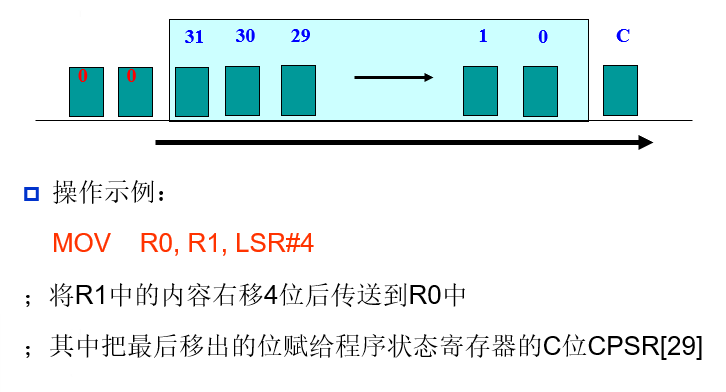 31 30 29 1 0 C
0 0
操作示例：
MOV R0, R1, LSR#4
；将R1中的内容右移4位后传送到R0中
；其中把最后移出的位赋给程序状态寄存器的C位CPSR[29]